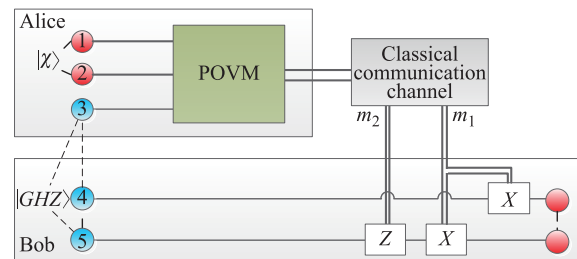 Alice
1
|χ⟩
2
POVM
3
Classical
communication
channel
m₂
m₁
|GHZ⟩
4
X
5
Z
X
Bob